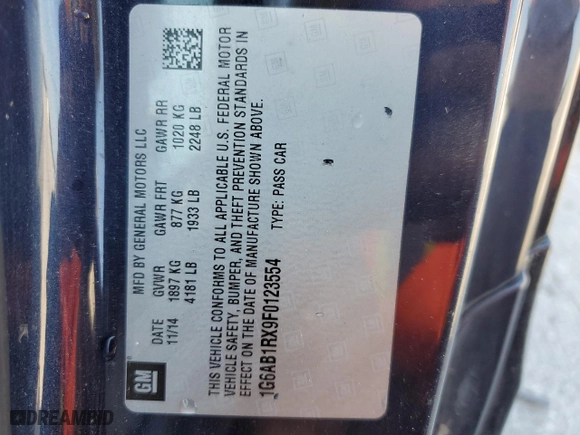 GM
MFD BY GENERAL MOTORS LLC
DATE GVWR GAWR FRT GAWR RR
11/14 1897 KG 877 KG 1020 KG
4181 LB 1933 LB 2248 LB
THIS VEHICLE CONFORMS TO ALL APPLICABLE U.S. FEDERAL MOTOR
VEHICLE SAFETY, BUMPER, AND THEFT PREVENTION STANDARDS IN
EFFECT ON THE DATE OF MANUFACTURE SHOWN ABOVE.
1G6AB1RX9F0123554 TYPE: PASS CAR
DREAMBID